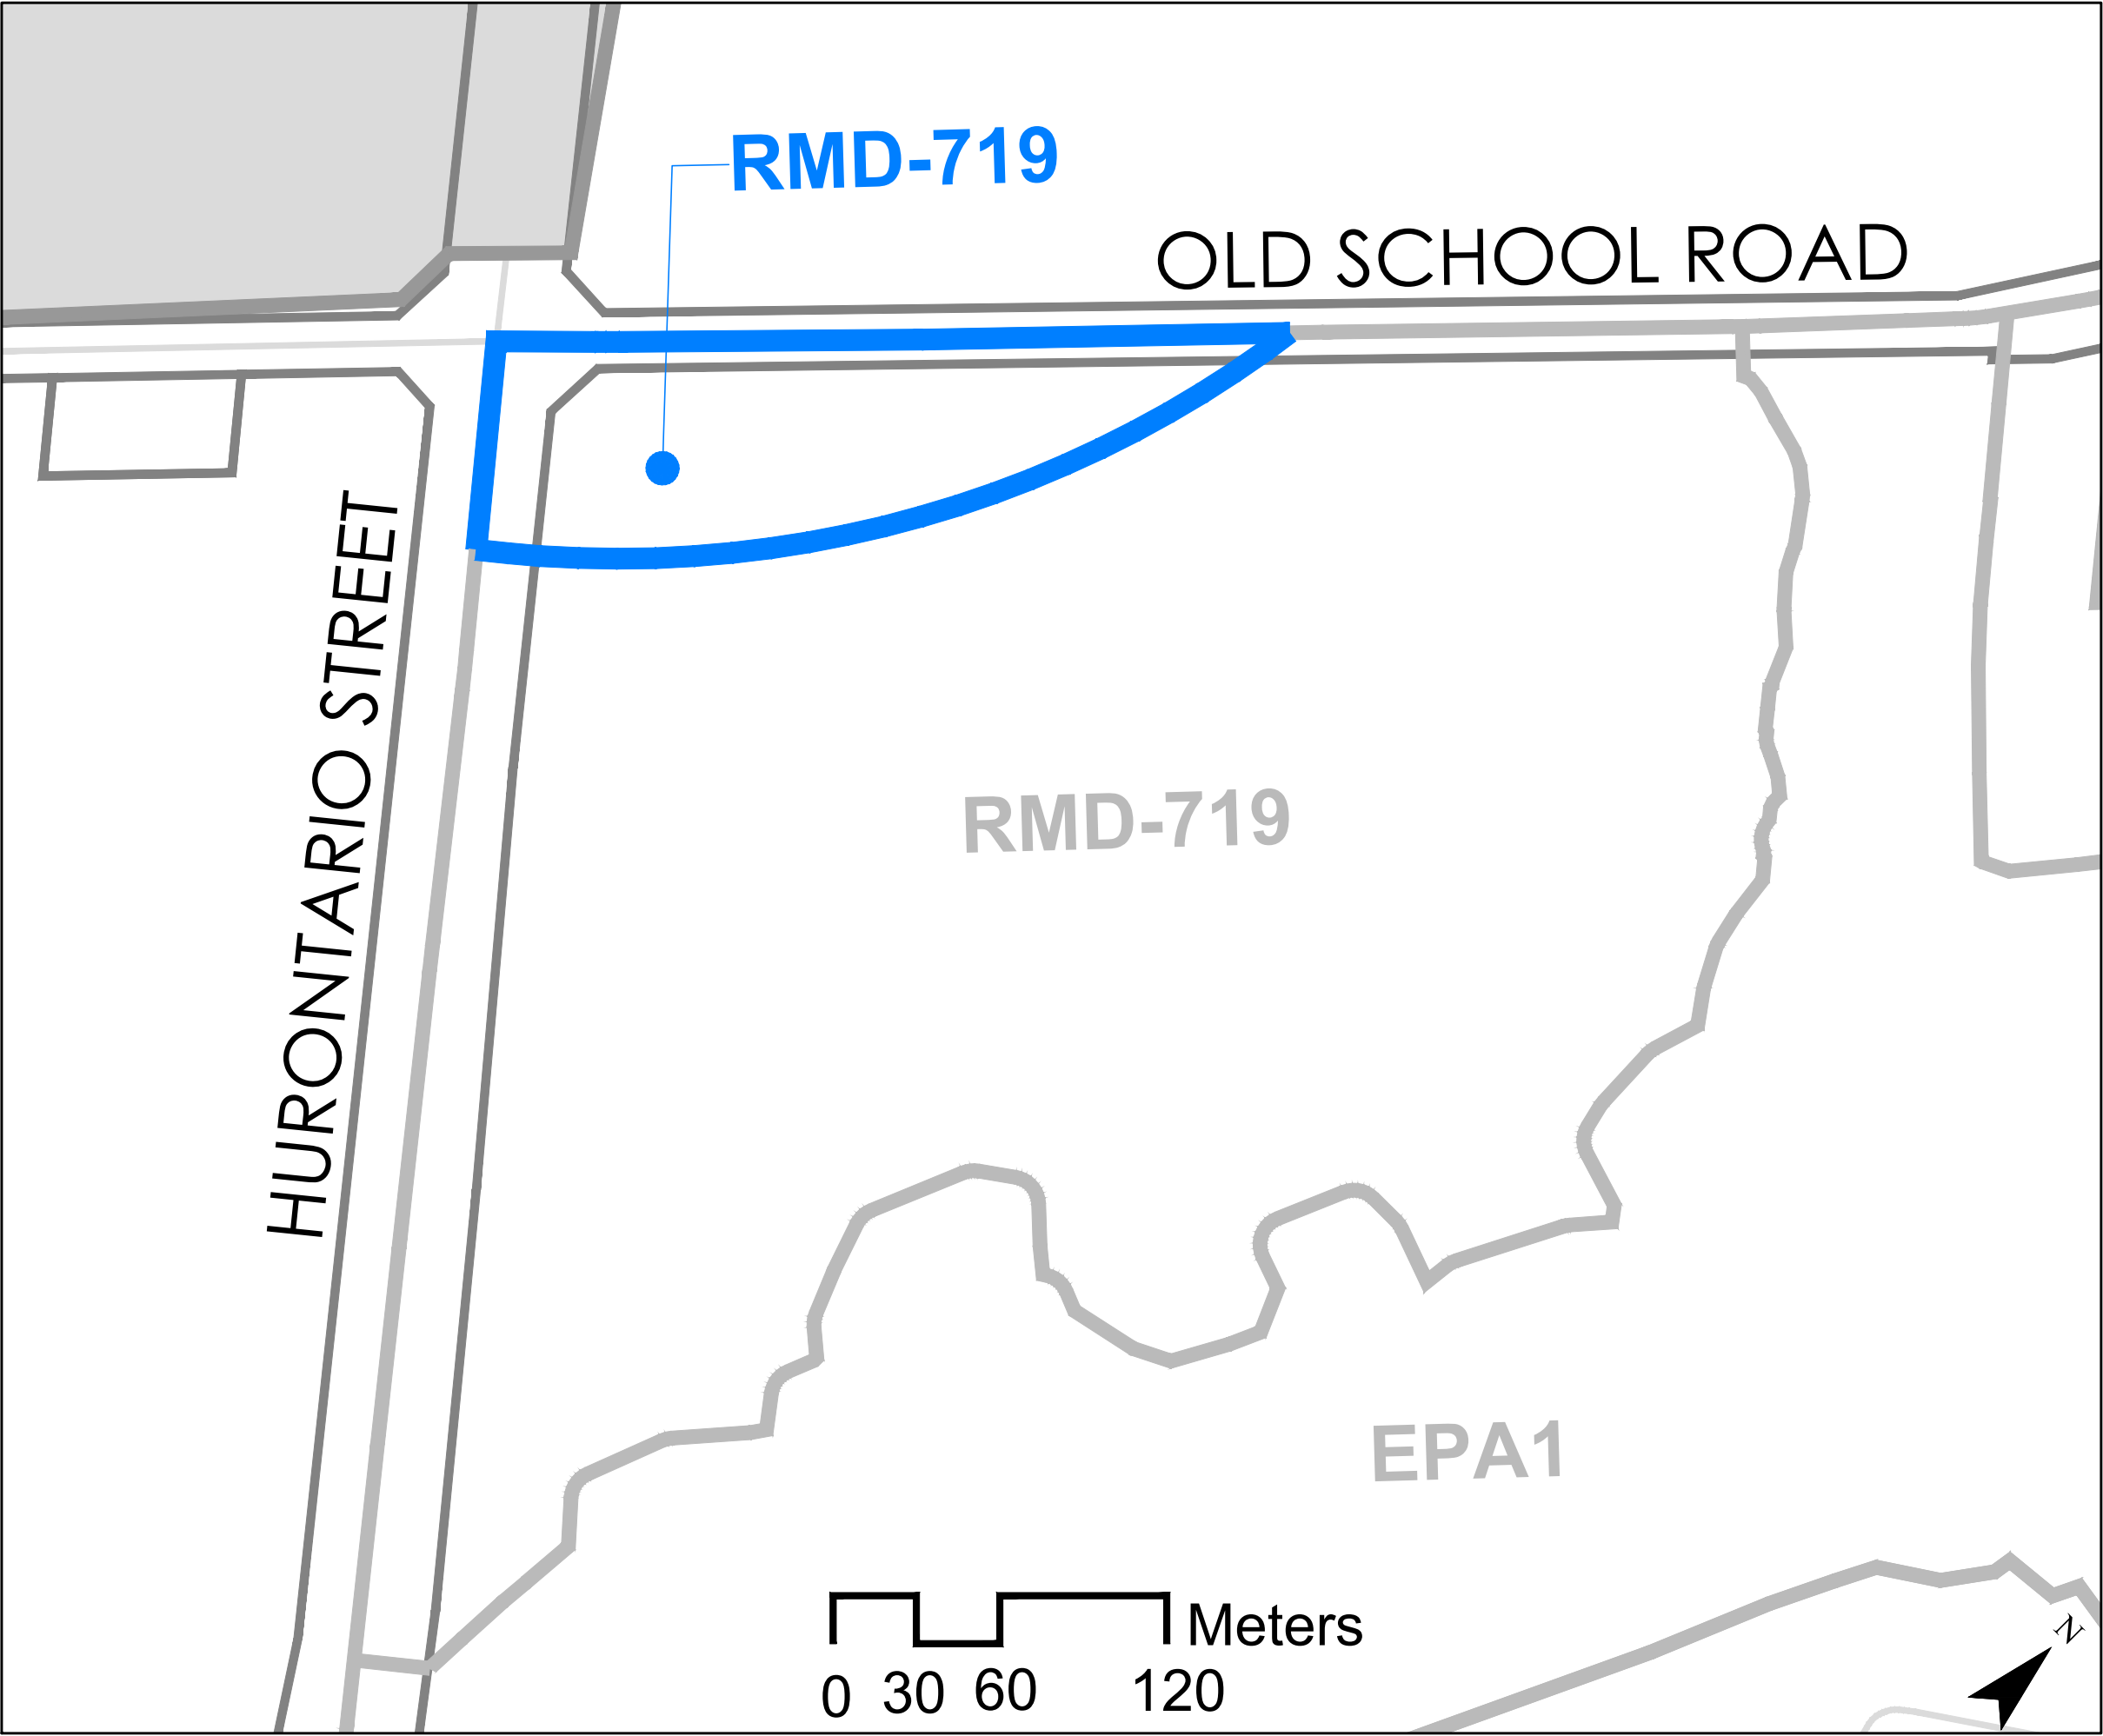 RMD-719
OLD SCHOOL ROAD
HURONTARIO STREET
RMD-719
EPA1
Meters
0 30 60 120
N